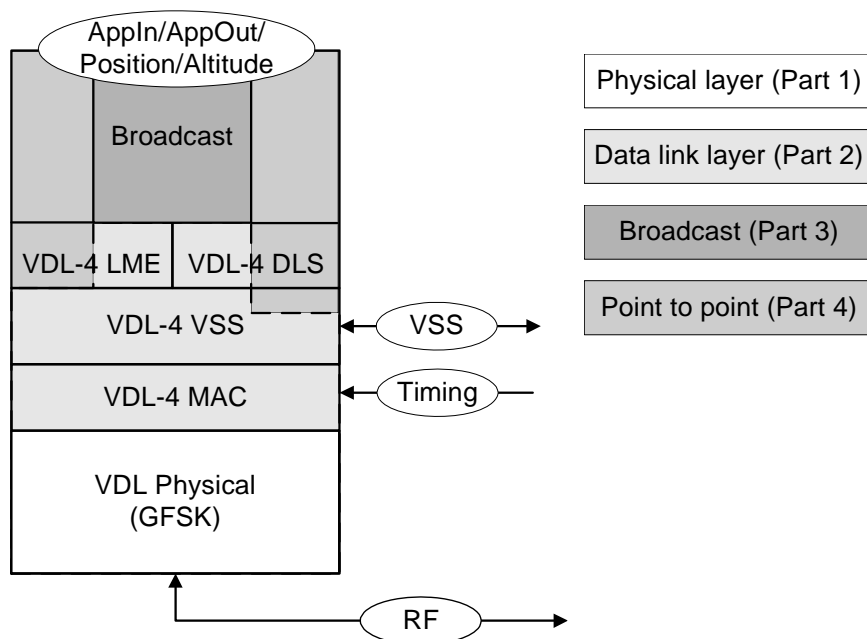 AppIn/AppOut/
Position/Altitude
Broadcast
VDL-4 LME
VDL-4 DLS
VDL-4 VSS
VDL-4 MAC
VDL Physical
(GFSK)
VSS
Timing
RF
Physical layer (Part 1)
Data link layer (Part 2)
Broadcast (Part 3)
Point to point (Part 4)